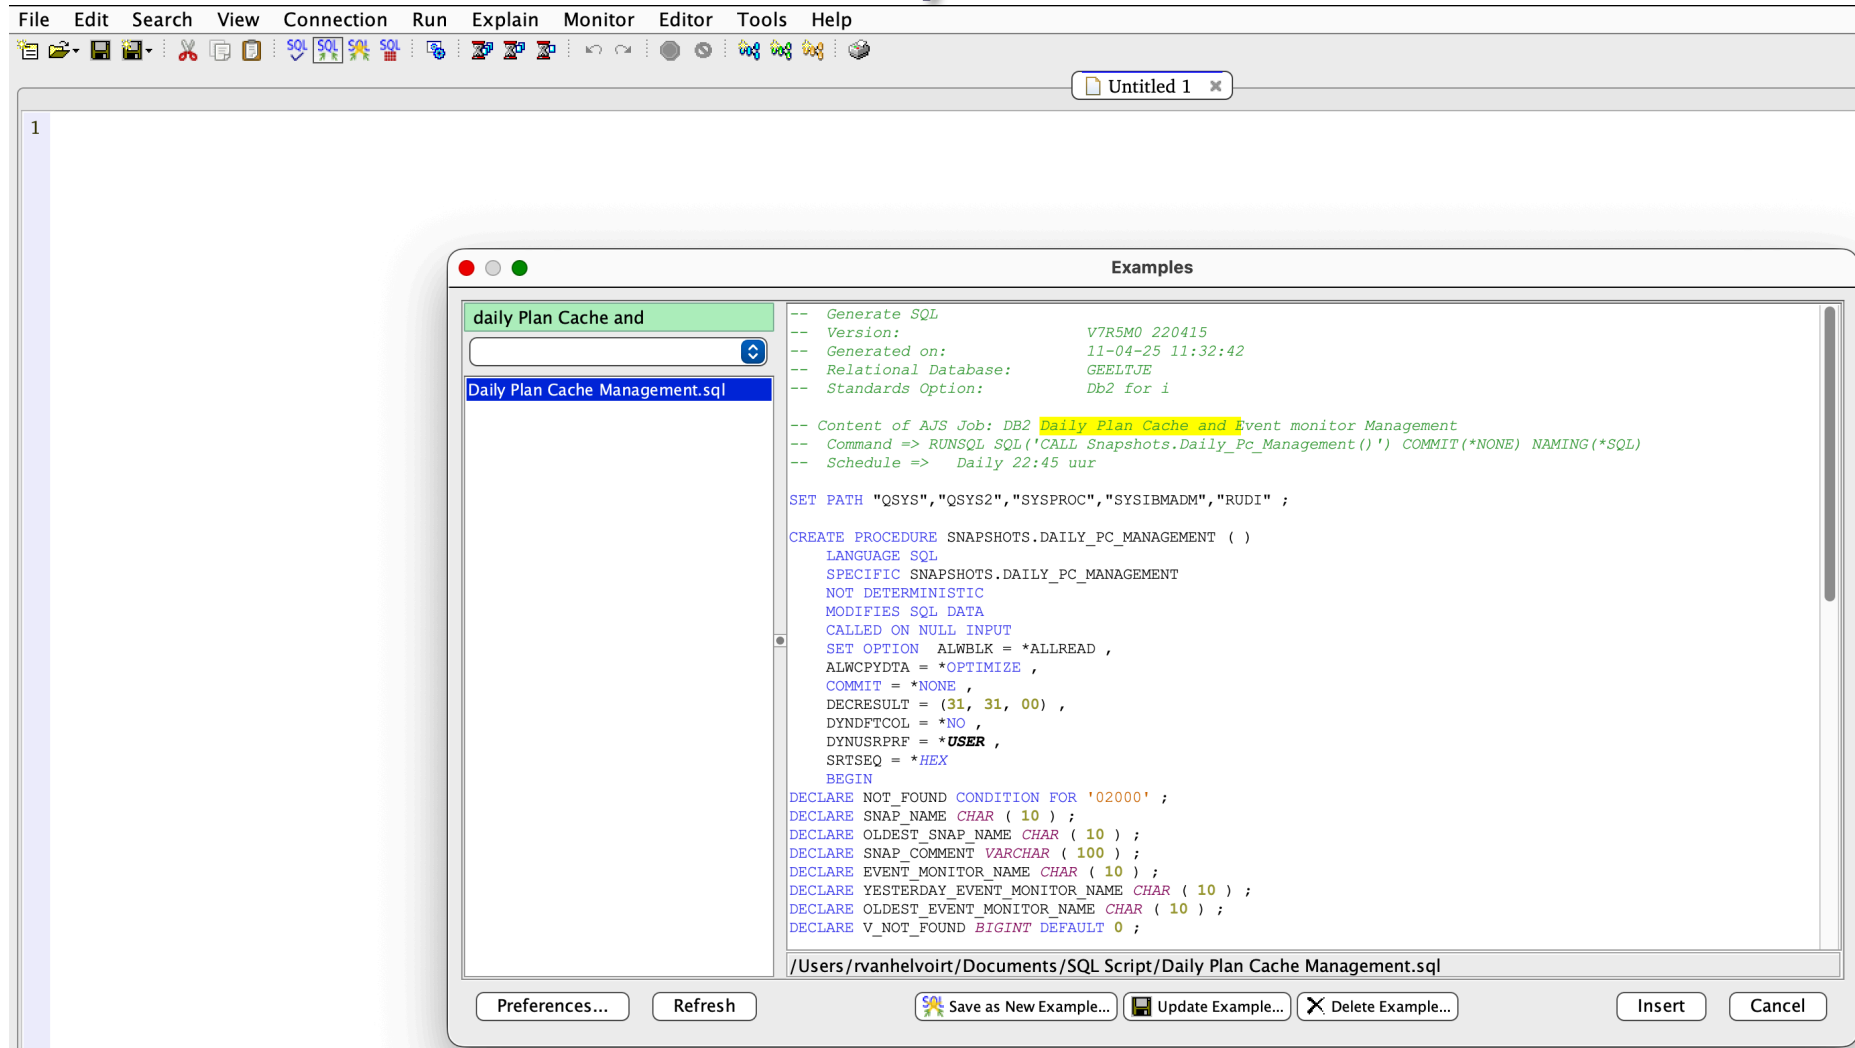 File Edit Search View Connection Run Explain Monitor Editor Tools Help
SQL SQL SQL SQL
Untitled 1
1
Examples
daily Plan Cache and
Daily Plan Cache Management.sql
-- Generate SQL
-- Version: V7R5M0 220415
-- Generated on: 11-04-25 11:32:42
-- Relational Database: GEELTJE
-- Standards Option: Db2 for i
-- Content of AJS Job: DB2 Daily Plan Cache and Event monitor Management
-- Command => RUNSQL SQL('CALL Snapshots.Daily_Pc_Management()') COMMIT(*NONE) NAMING(*SQL)
-- Schedule => Daily 22:45 uur
SET PATH "QSYS","QSYS2","SYSPROC","SYSIBMADM","RUDI" ;
CREATE PROCEDURE SNAPSHOTS.DAILY_PC_MANAGEMENT ( )
LANGUAGE SQL
SPECIFIC SNAPSHOTS.DAILY_PC_MANAGEMENT
NOT DETERMINISTIC
MODIFIES SQL DATA
CALLED ON NULL INPUT
SET OPTION ALWBLK = *ALLREAD ,
ALWCPYDTA = *OPTIMIZE ,
COMMIT = *NONE ,
DECRESULT = (31, 31, 00) ,
DYNDFTCOL = *NO ,
DYNUSRPRF = *USER ,
SRTSEQ = *HEX
BEGIN
DECLARE NOT_FOUND CONDITION FOR '02000' ;
DECLARE SNAP_NAME CHAR ( 10 ) ;
DECLARE OLDEST_SNAP_NAME CHAR ( 10 ) ;
DECLARE SNAP_COMMENT VARCHAR ( 100 ) ;
DECLARE EVENT_MONITOR_NAME CHAR ( 10 ) ;
DECLARE YESTERDAY_EVENT_MONITOR_NAME CHAR ( 10 ) ;
DECLARE OLDEST_EVENT_MONITOR_NAME CHAR ( 10 ) ;
DECLARE V_NOT_FOUND BIGINT DEFAULT 0 ;
/Users/rvanhelvoirt/Documents/SQL Script/Daily Plan Cache Management.sql
Preferences... Refresh SQL Save as New Example... Update Example... Delete Example... Insert Cancel